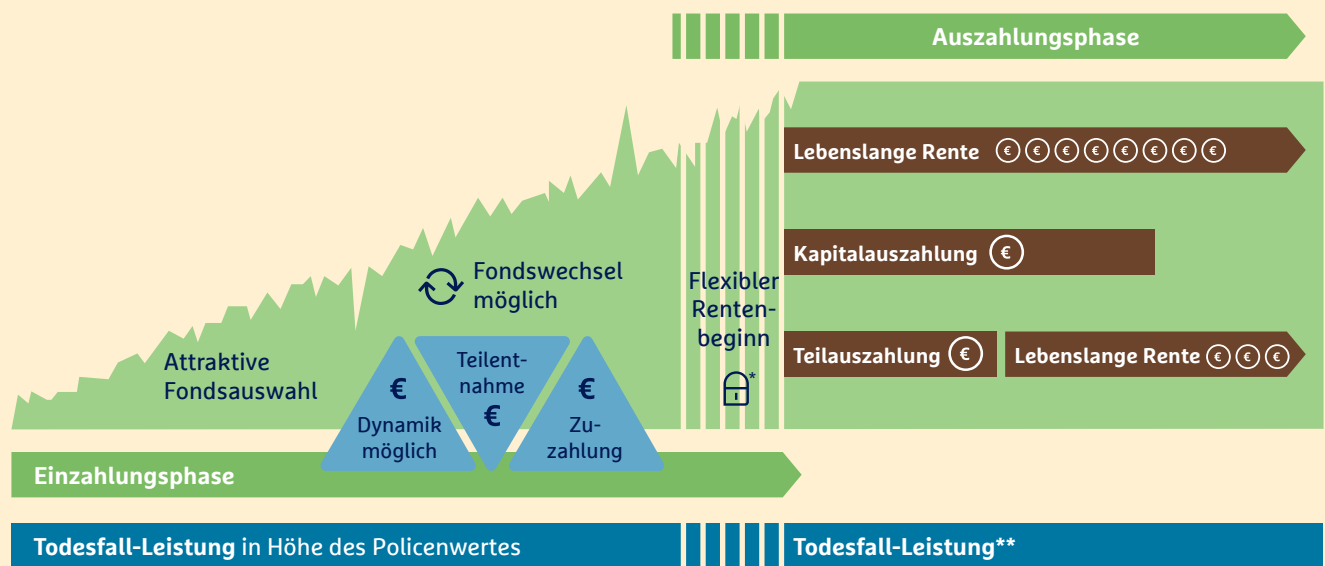 Auszahlungsphase
Lebenslange Rente € € € € € € € €
Kapitalauszahlung €
Teilauszahlung €
Lebenslange Rente € € €
Flexibler
Renten-
beginn
*
Fondswechsel
möglich
Attraktive
Fondsauswahl
€
Dynamik
möglich
Teilent-
nahme
€
€
Zu-
zahlung
Einzahlungsphase
Todesfall-Leistung in Höhe des Policenwertes
Todesfall-Leistung**